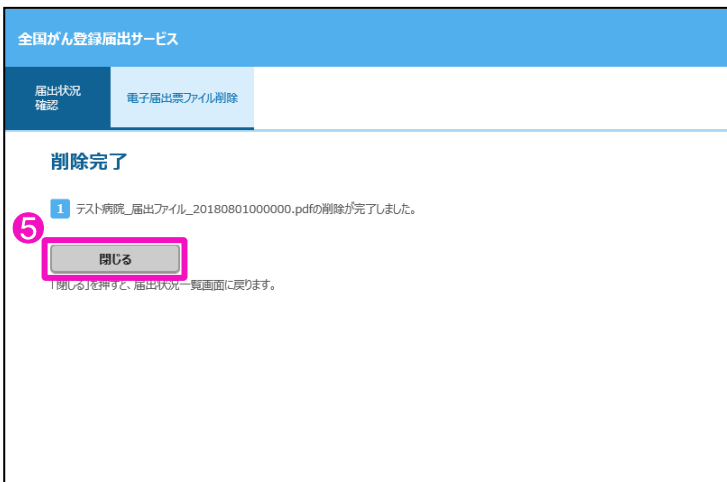 全国がん登録届出サービス
届出状況
確認
電子届出票ファイル削除
削除完了
1 テスト病院_届出ファイル_20180801000000.pdfの削除が完了しました。
5
閉じる
「閉じる」を押すと、届出状況一覧画面に戻ります。